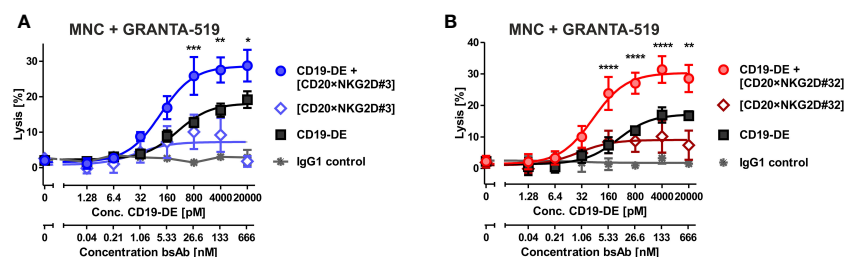 A
MNC + GRANTA-519
***
**
*
30
20
10
0
Lysis [%]
CD19-DE +
[CD20×NKG2D#3]
[CD20×NKG2D#3]
CD19-DE
IgG1 control
0 1.28 6.4 32 160 800 4000 20000
Conc. CD19-DE [pM]
0 0.04 0.21 1.06 5.33 26.6 133 666
Concentration bsAb [nM]
B
MNC + GRANTA-519
**** **** **** **
40
30
20
10
0
Lysis [%]
CD19-DE +
[CD20×NKG2D#32]
[CD20×NKG2D#32]
CD19-DE
IgG1 control
0 1.28 6.4 32 160 800 4000 20000
Conc. CD19-DE [pM]
0 0.04 0.21 1.06 5.33 26.6 133 666
Concentration bsAb [nM]